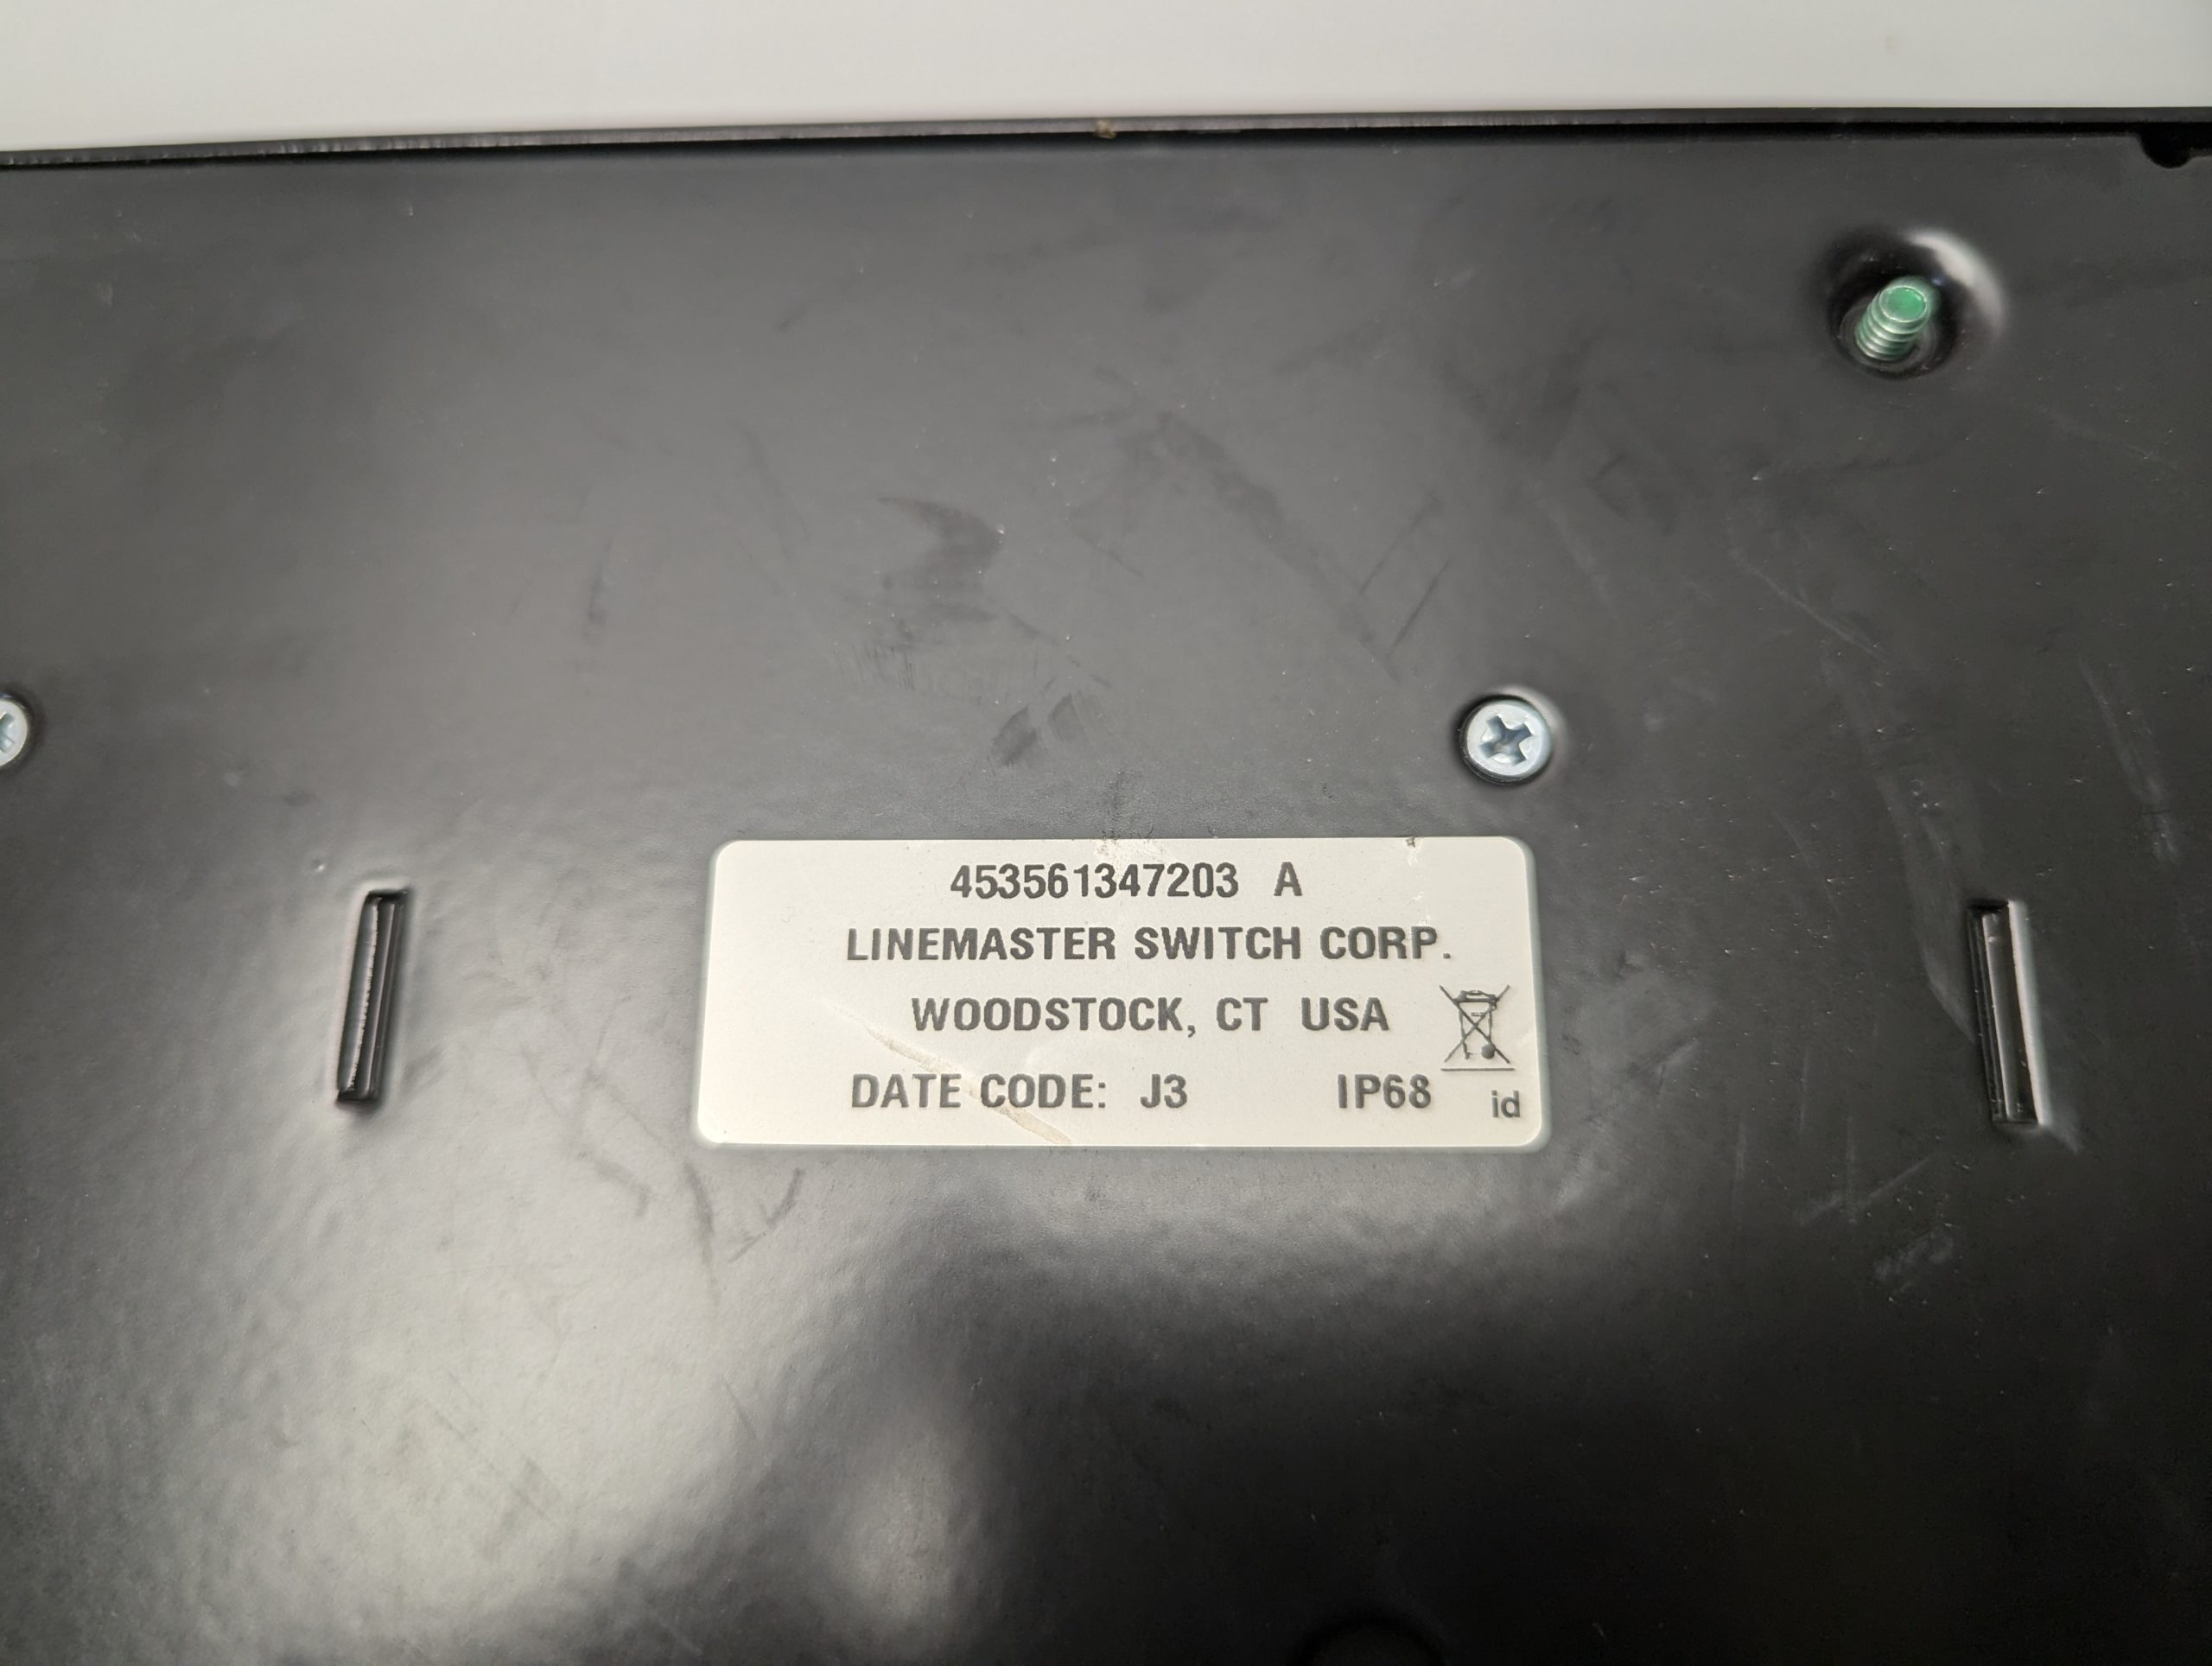 453561347203 A
LINEMASTER SWITCH CORP.
WOODSTOCK, CT USA
DATE CODE: J3 IP68 id